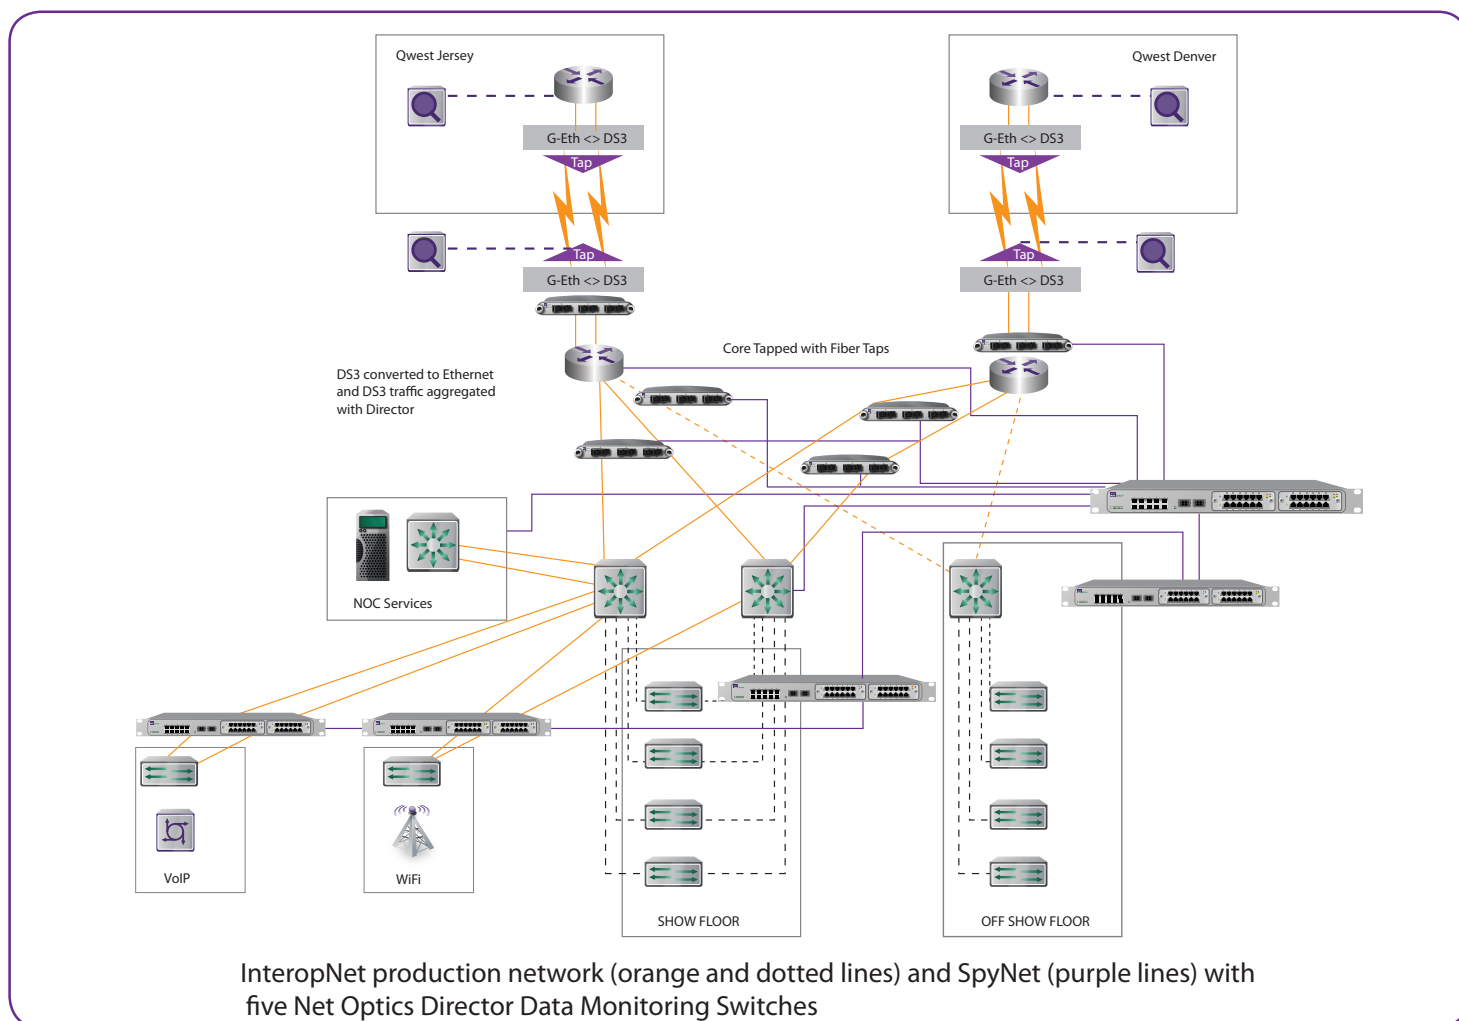 Qwest Jersey
Qwest Denver
G-Eth <> DS3
G-Eth <> DS3
Tap
Tap
Tap
Tap
G-Eth <> DS3
G-Eth <> DS3
Core Tapped with Fiber Taps
DS3 converted to Ethernet
and DS3 traffic aggregated
with Director
NOC Services
VoIP
WiFi
SHOW FLOOR
OFF SHOW FLOOR
InteropNet production network (orange and dotted lines) and SpyNet (purple lines) with
five Net Optics Director Data Monitoring Switches